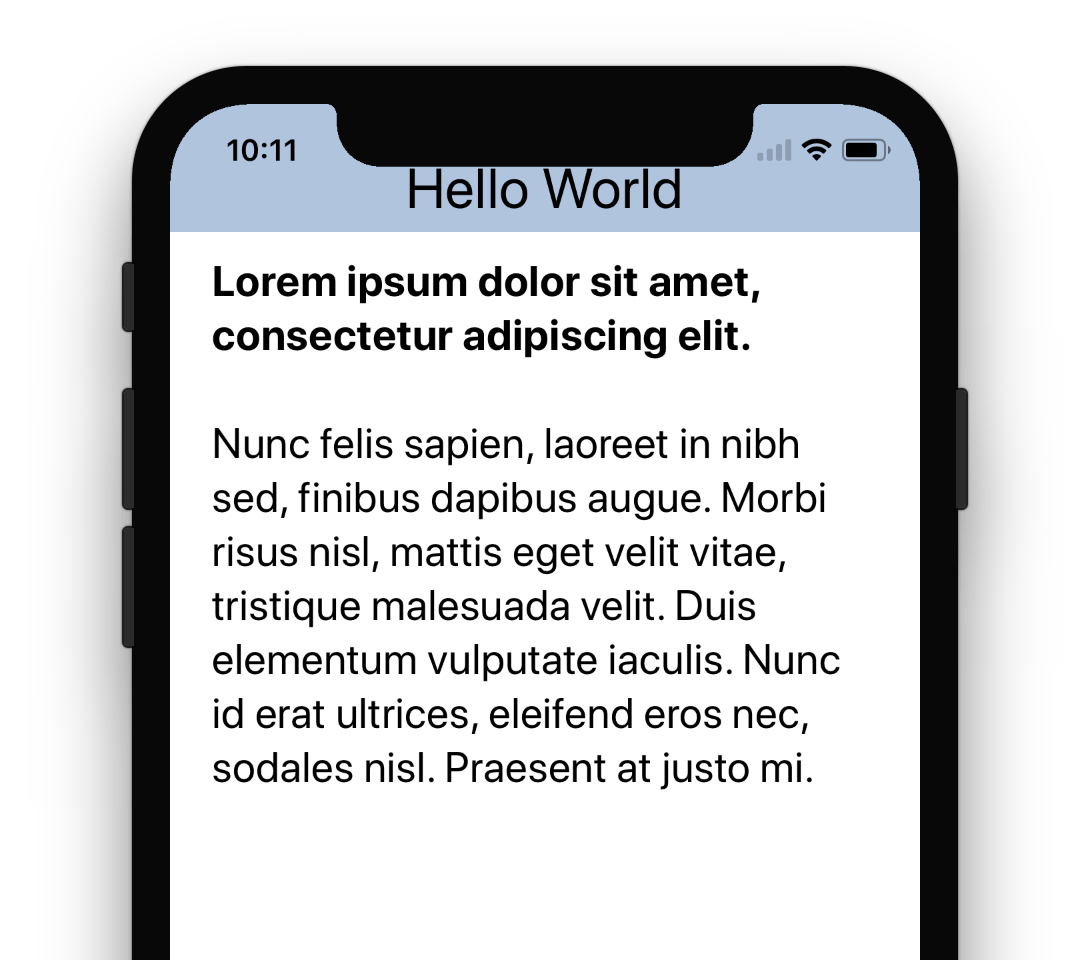 10:11
Hello World
Lorem ipsum dolor sit amet,
consectetur adipiscing elit.
Nunc felis sapien, laoreet in nibh
sed, finibus dapibus augue. Morbi
risus nisl, mattis eget velit vitae,
tristique malesuada velit. Duis
elementum vulputate iaculis. Nunc
id erat ultrices, eleifend eros nec,
sodales nisl. Praesent at justo mi.